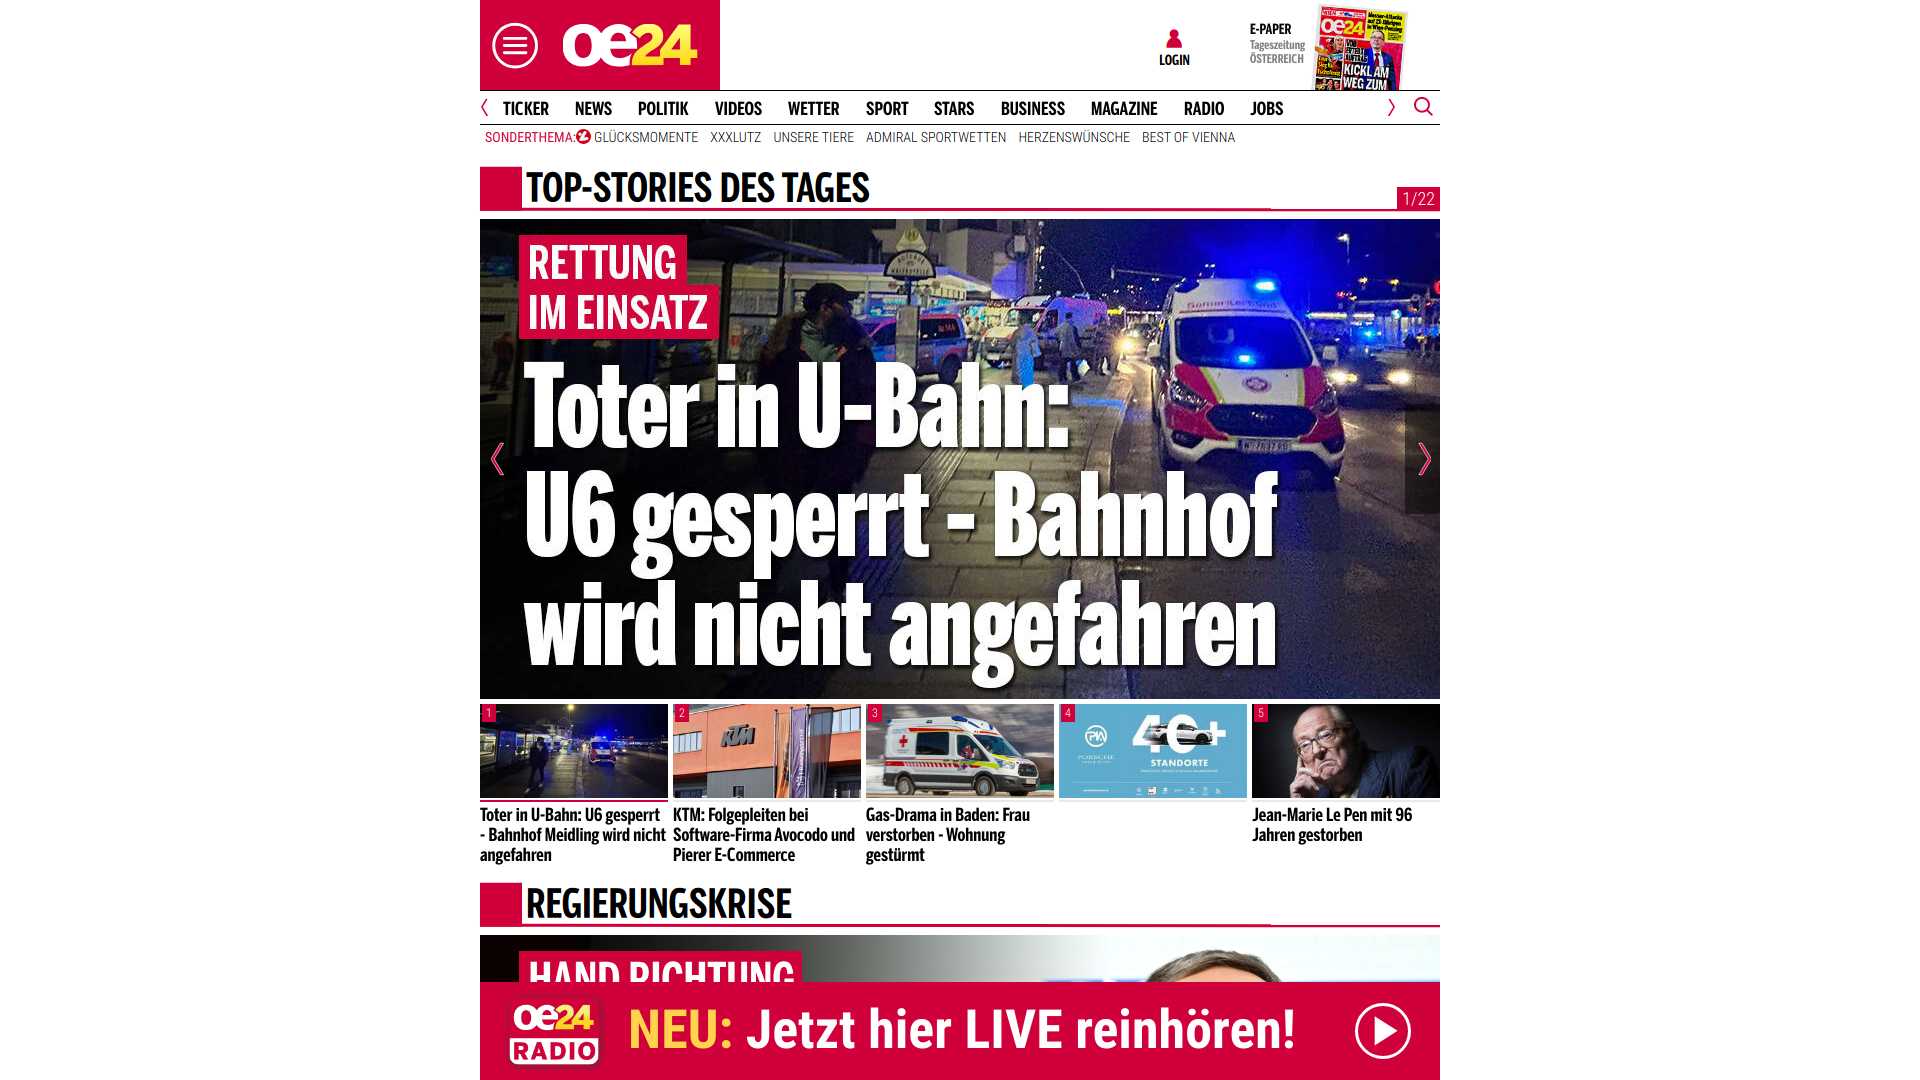 oe24
LOGIN
E-PAPER
Tageszeitung
ÖSTERREICH
oe24
KICKL AM
WEG ZUM
TICKER NEWS POLITIK VIDEOS WETTER SPORT STARS BUSINESS MAGAZINE RADIO JOBS
SONDERTHEMA: GLÜCKSMOMENTE XXXLUTZ UNSERE TIERE ADMIRAL SPORTWETTEN HERZENSWÜNSCHE BEST OF VIENNA
TOP-STORIES DES TAGES
1/22
RETTUNG
IM EINSATZ
Toter in U-Bahn:
U6 gesperrt - Bahnhof
wird nicht angefahren
1
2
3
4
5
KTM
40+
PIA
PORSCHE
STANDORTE
Toter in U-Bahn: U6 gesperrt
- Bahnhof Meidling wird nicht
angefahren
KTM: Folgepleiten bei
Software-Firma Avocodo und
Pierer E-Commerce
Gas-Drama in Baden: Frau
verstorben - Wohnung
gestürmt
Jean-Marie Le Pen mit 96
Jahren gestorben
REGIERUNGSKRISE
HAND RICHTUNG
oe24
RADIO
NEU: Jetzt hier LIVE reinhören!